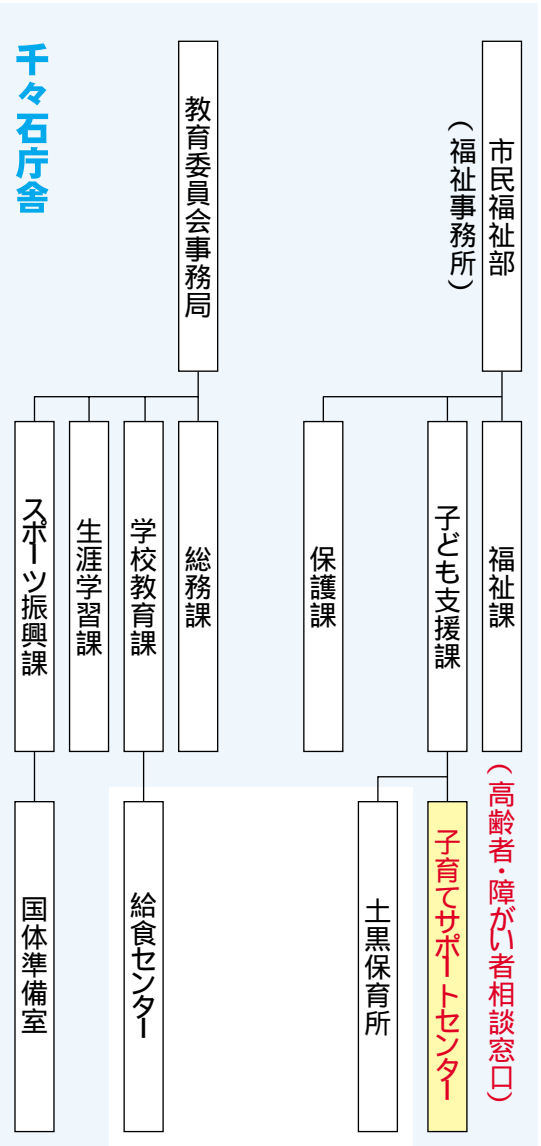 市民福祉部
(福祉事務所)
福祉課
(高齢者・障がい者相談窓口)
子ども支援課
子育てサポートセンター
土黒保育所
保護課
教育委員会事務局
総務課
学校教育課
給食センター
生涯学習課
スポーツ振興課
国体準備室
千々石庁舎